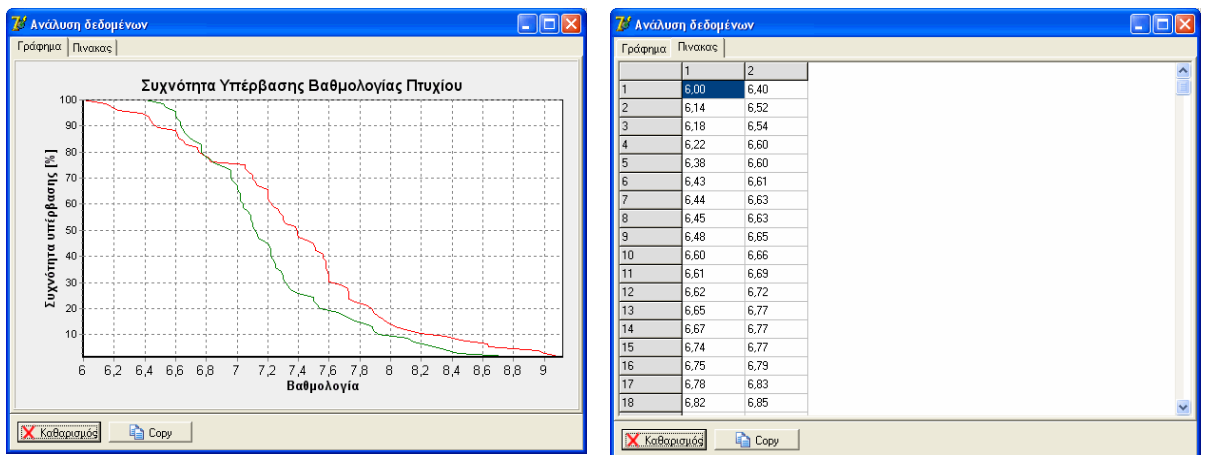 Ανάλυση δεδομένων
Γράφημα Πινακας
Συχνότητα Υπέρβασης Βαθμολογίας Πτυχίου
Συχνότητα υπέρβασης [%]
100
90
80
70
60
50
40
30
20
10
6 6,2 6,4 6,6 6,8 7 7,2 7,4 7,6 7,8 8 8,2 8,4 8,6 8,8 9
Βαθμολογία
Καθαρισμός Copy
Ανάλυση δεδομένων
Γράφημα Πινακας
1 2
1 6,00 6,40
2 6,14 6,52
3 6,18 6,54
4 6,22 6,60
5 6,38 6,60
6 6,43 6,61
7 6,44 6,63
8 6,45 6,63
9 6,48 6,65
10 6,60 6,66
11 6,61 6,69
12 6,62 6,72
13 6,65 6,77
14 6,67 6,77
15 6,74 6,77
16 6,75 6,79
17 6,78 6,83
18 6,82 6,85
Καθαρισμός Copy